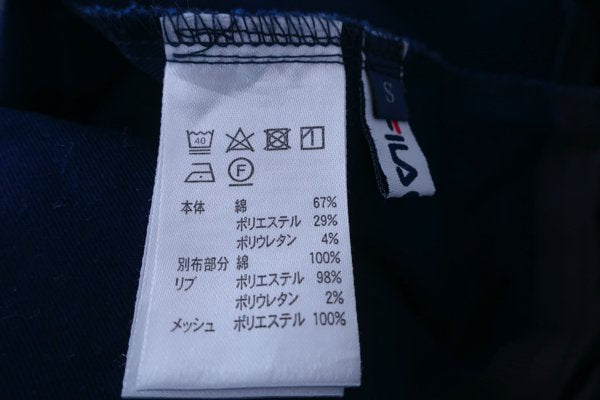 40
F
本体 綿 67%
ポリエステル 29%
ポリウレタン 4%
別布部分 綿 100%
リブ ポリエステル 98%
ポリウレタン 2%
メッシュ ポリエステル 100%
S
FILA